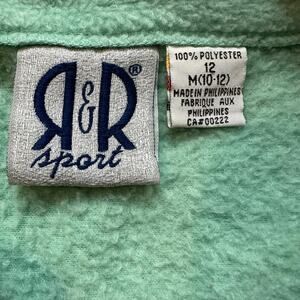 R&R®
sport
100% POLYESTER
12
M(10-12)
MADE IN PHILIPPINES
FABRIQUE AUX
PHILIPPINES
CA#00222